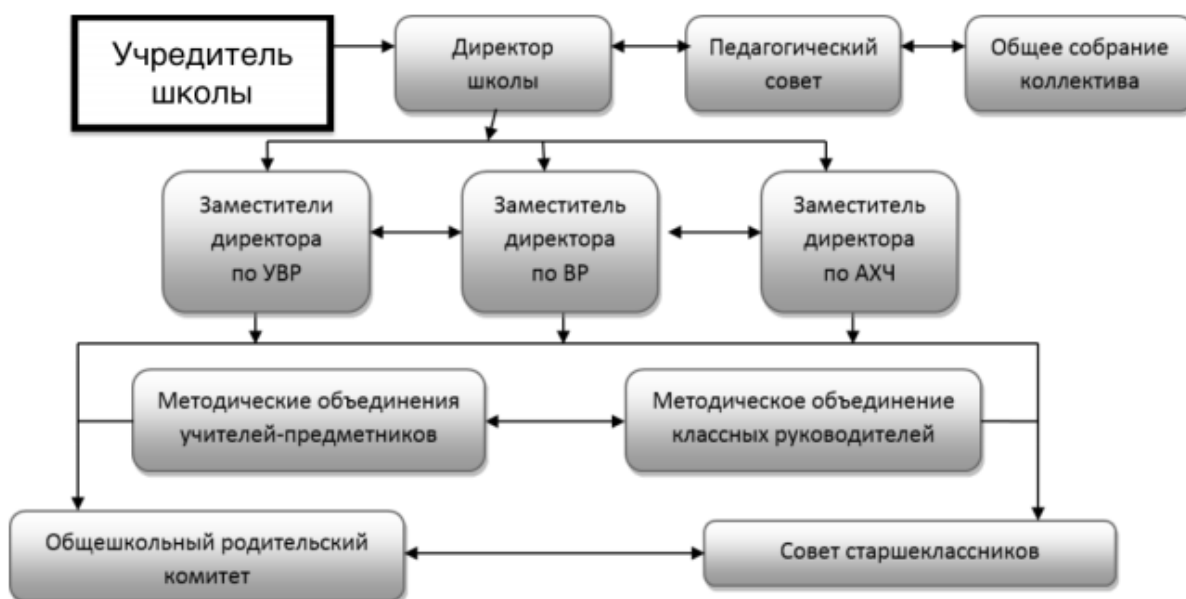 Учредитель
школы
Директор
школы
Педагогический
совет
Общее собрание
коллектива
Заместители
директора
по УВР
Заместитель
директора
по ВР
Заместитель
директора
по АХЧ
Методические объединения
учителей-предметников
Методическое объединение
классных руководителей
Общешкольный родительский
комитет
Совет старшеклассников